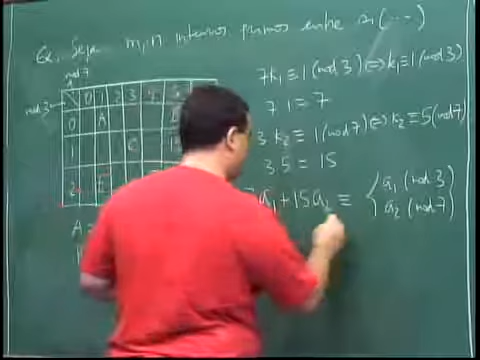 Ex. Seja m, n inteiros primos entre si (...)
mod 7
mod 3
0 1 2 3 4 5
0 A
1 C
2 E
A =
7k₁ ≡ 1 (mod 3) ⇔ k₁ ≡ 1 (mod 3)
7 · 1 = 7
3 k₂ ≡ 1 (mod 7) ⇔ k₂ ≡ 5 (mod 7)
3 · 5 = 15
7a₁ + 15a₂ ≡ { a₁ (mod 3)
a₂ (mod 7) }